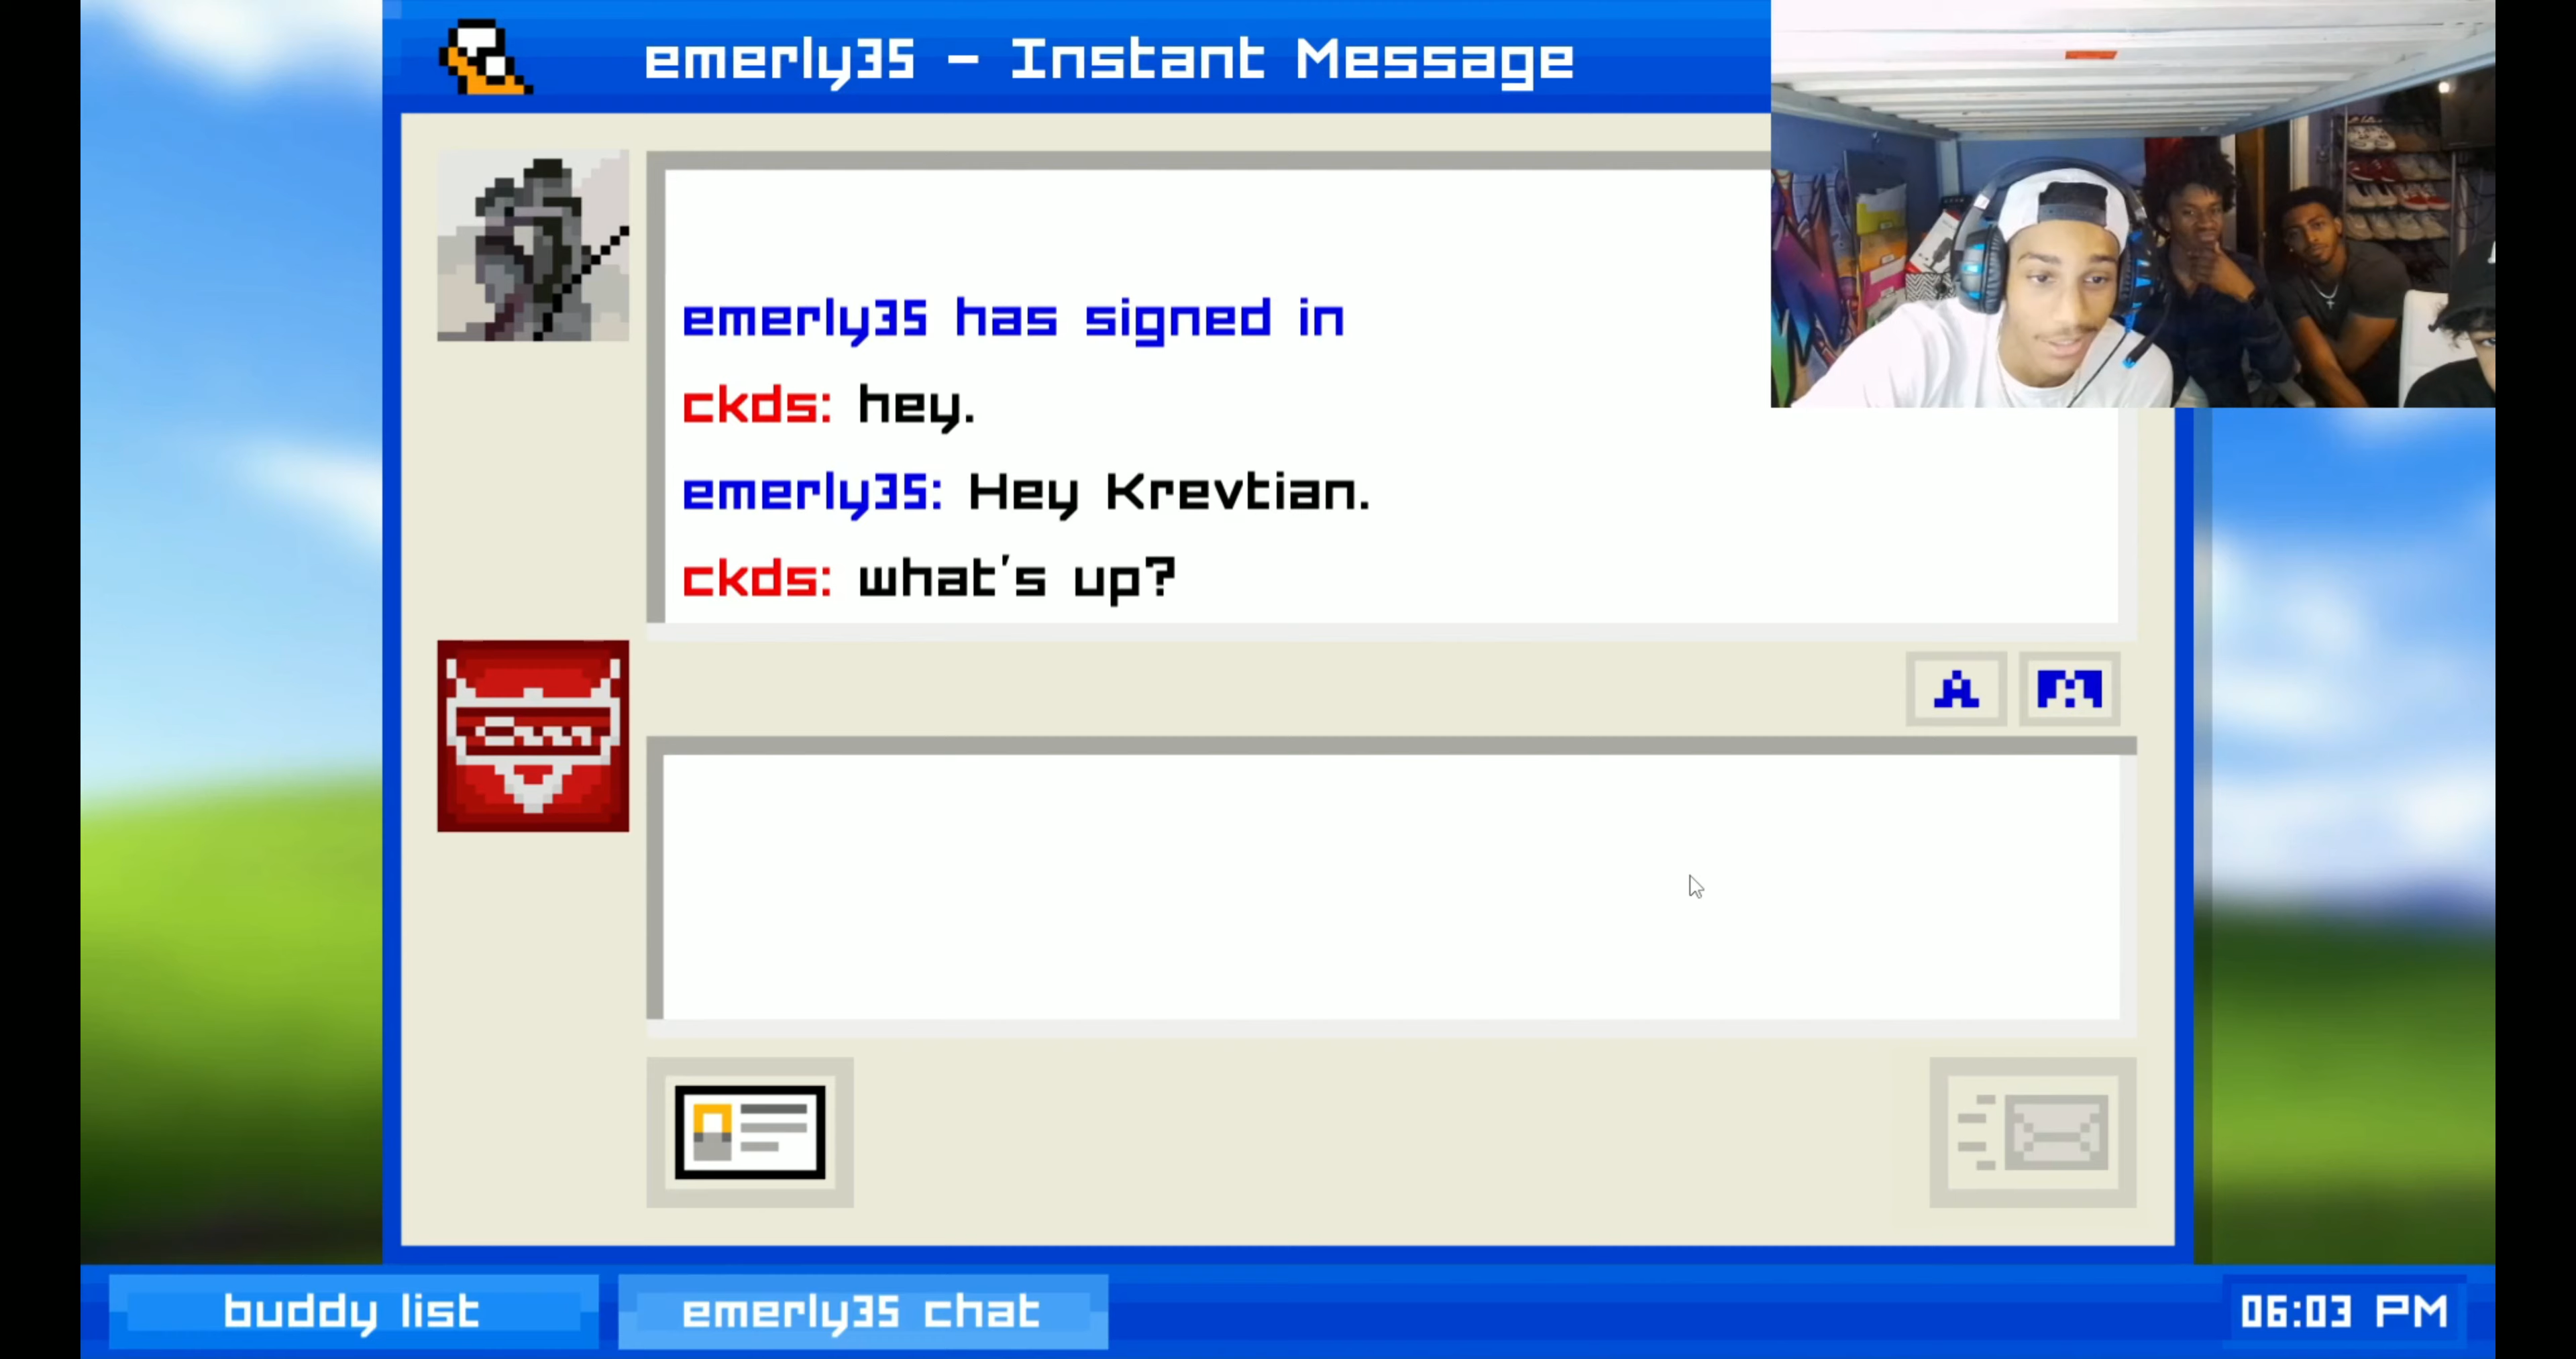 emerly35 - Instant Message
emerly35 has signed in
ckds: hey.
emerly35: Hey Krevtian.
ckds: what's up?
A M
buddy list
emerly35 chat
06:03 PM